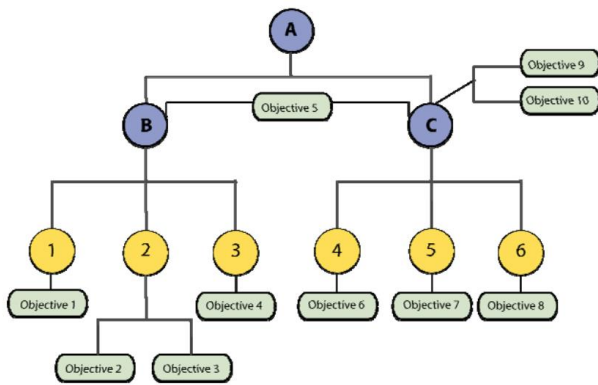 A
Objective 9
Objective 5
Objective 10
B
C
1
2
3
4
5
6
Objective 1
Objective 4
Objective 6
Objective 7
Objective 8
Objective 2
Objective 3